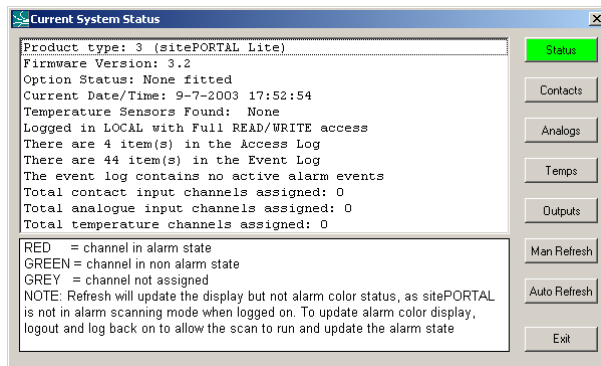 Current System Status
Product type: 3 (sitePORTAL Lite)
Firmware Version: 3.2
Option Status: None fitted
Current Date/Time: 9-7-2003 17:52:54
Temperature Sensors Found:  None
Logged in LOCAL with Full READ/WRITE access
There are 4 item(s) in the Access Log
There are 44 item(s) in the Event Log
The event log contains no active alarm events
Total contact input channels assigned: 0
Total analogue input channels assigned: 0
Total temperature channels assigned: 0
RED = channel in alarm state
GREEN = channel in non alarm state
GREY = channel not assigned
NOTE: Refresh will update the display but not alarm color status, as sitePORTAL
is not in alarm scanning mode when logged on. To update alarm color display,
logout and log back on to allow the scan to run and update the alarm state
Status
Contacts
Analogs
Temps
Outputs
Man Refresh
Auto Refresh
Exit